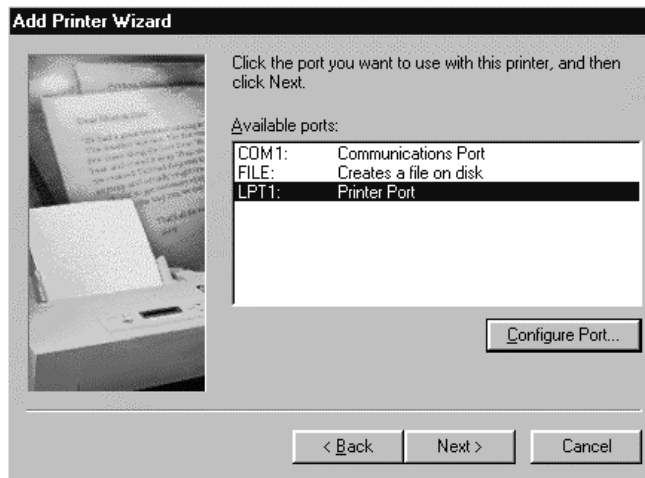 Add Printer Wizard
Click the port you want to use with this printer, and then
click Next.
Available ports:
COM1: Communications Port
FILE: Creates a file on disk
LPT1: Printer Port
Configure Port...
< Back Next > Cancel